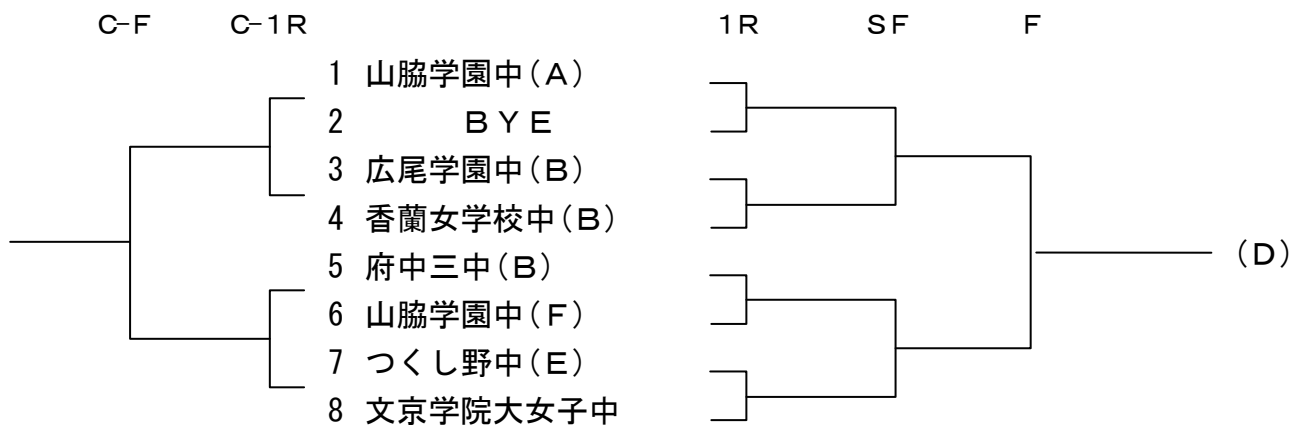 C-F C-1R 1R SF F
1 山脇学園中(A)
2 BYE
3 広尾学園中(B)
4 香蘭女学校中(B)
(D)
5 府中三中(B)
6 山脇学園中(F)
7 つくし野中(E)
8 文京学院大女子中